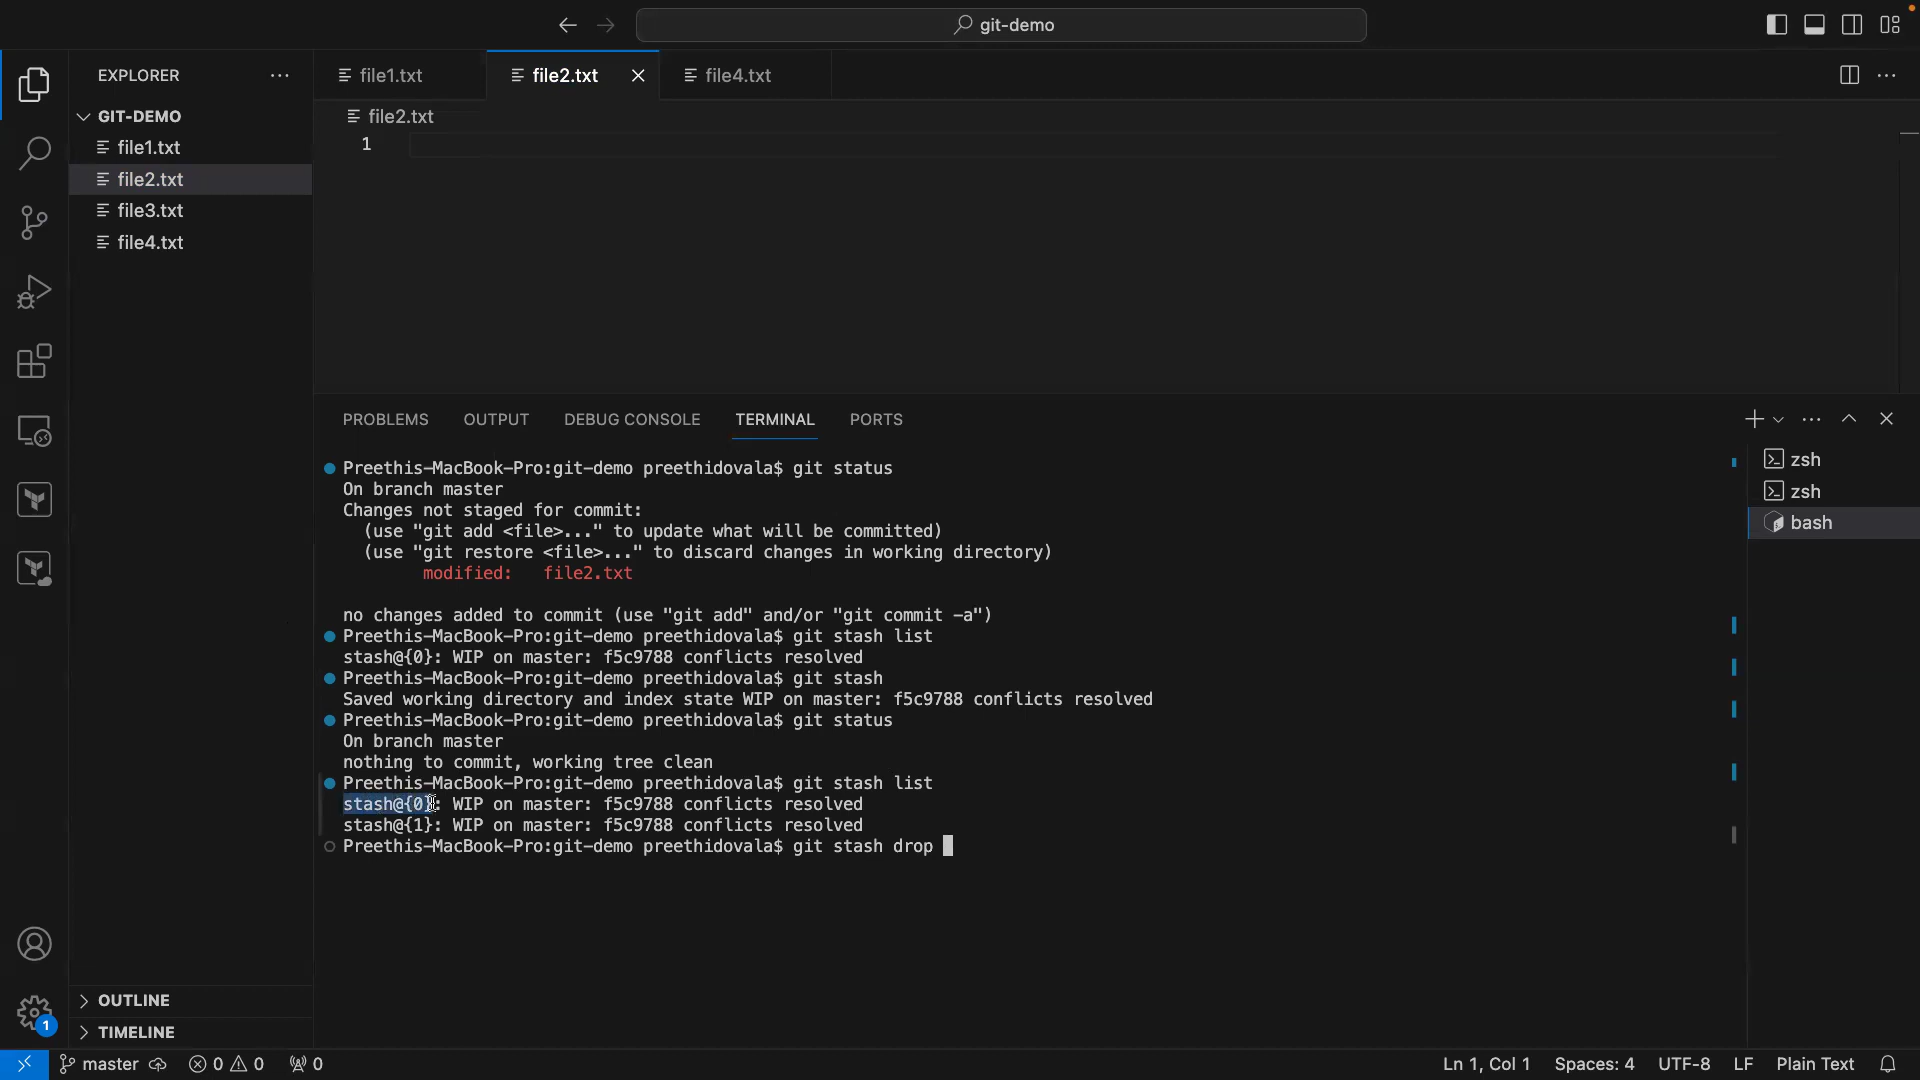 git-demo
EXPLORER
GIT-DEMO
file1.txt
file2.txt
file3.txt
file4.txt
file1.txt
file2.txt
file4.txt
file2.txt
1
PROBLEMS
OUTPUT
DEBUG CONSOLE
TERMINAL
PORTS
Preethis-MacBook-Pro:git-demo preethidovala$ git status
On branch master
Changes not staged for commit:
(use "git add <file>..." to update what will be committed)
(use "git restore <file>..." to discard changes in working directory)
modified:   file2.txt
no changes added to commit (use "git add" and/or "git commit -a")
Preethis-MacBook-Pro:git-demo preethidovala$ git stash list
stash@{0}: WIP on master: f5c9788 conflicts resolved
Preethis-MacBook-Pro:git-demo preethidovala$ git stash
Saved working directory and index state WIP on master: f5c9788 conflicts resolved
Preethis-MacBook-Pro:git-demo preethidovala$ git status
On branch master
nothing to commit, working tree clean
Preethis-MacBook-Pro:git-demo preethidovala$ git stash list
stash@{0}: WIP on master: f5c9788 conflicts resolved
stash@{1}: WIP on master: f5c9788 conflicts resolved
Preethis-MacBook-Pro:git-demo preethidovala$ git stash drop
zsh
zsh
bash
OUTLINE
TIMELINE
1
master
0
0
0
Ln 1, Col 1
Spaces: 4
UTF-8
LF
Plain Text